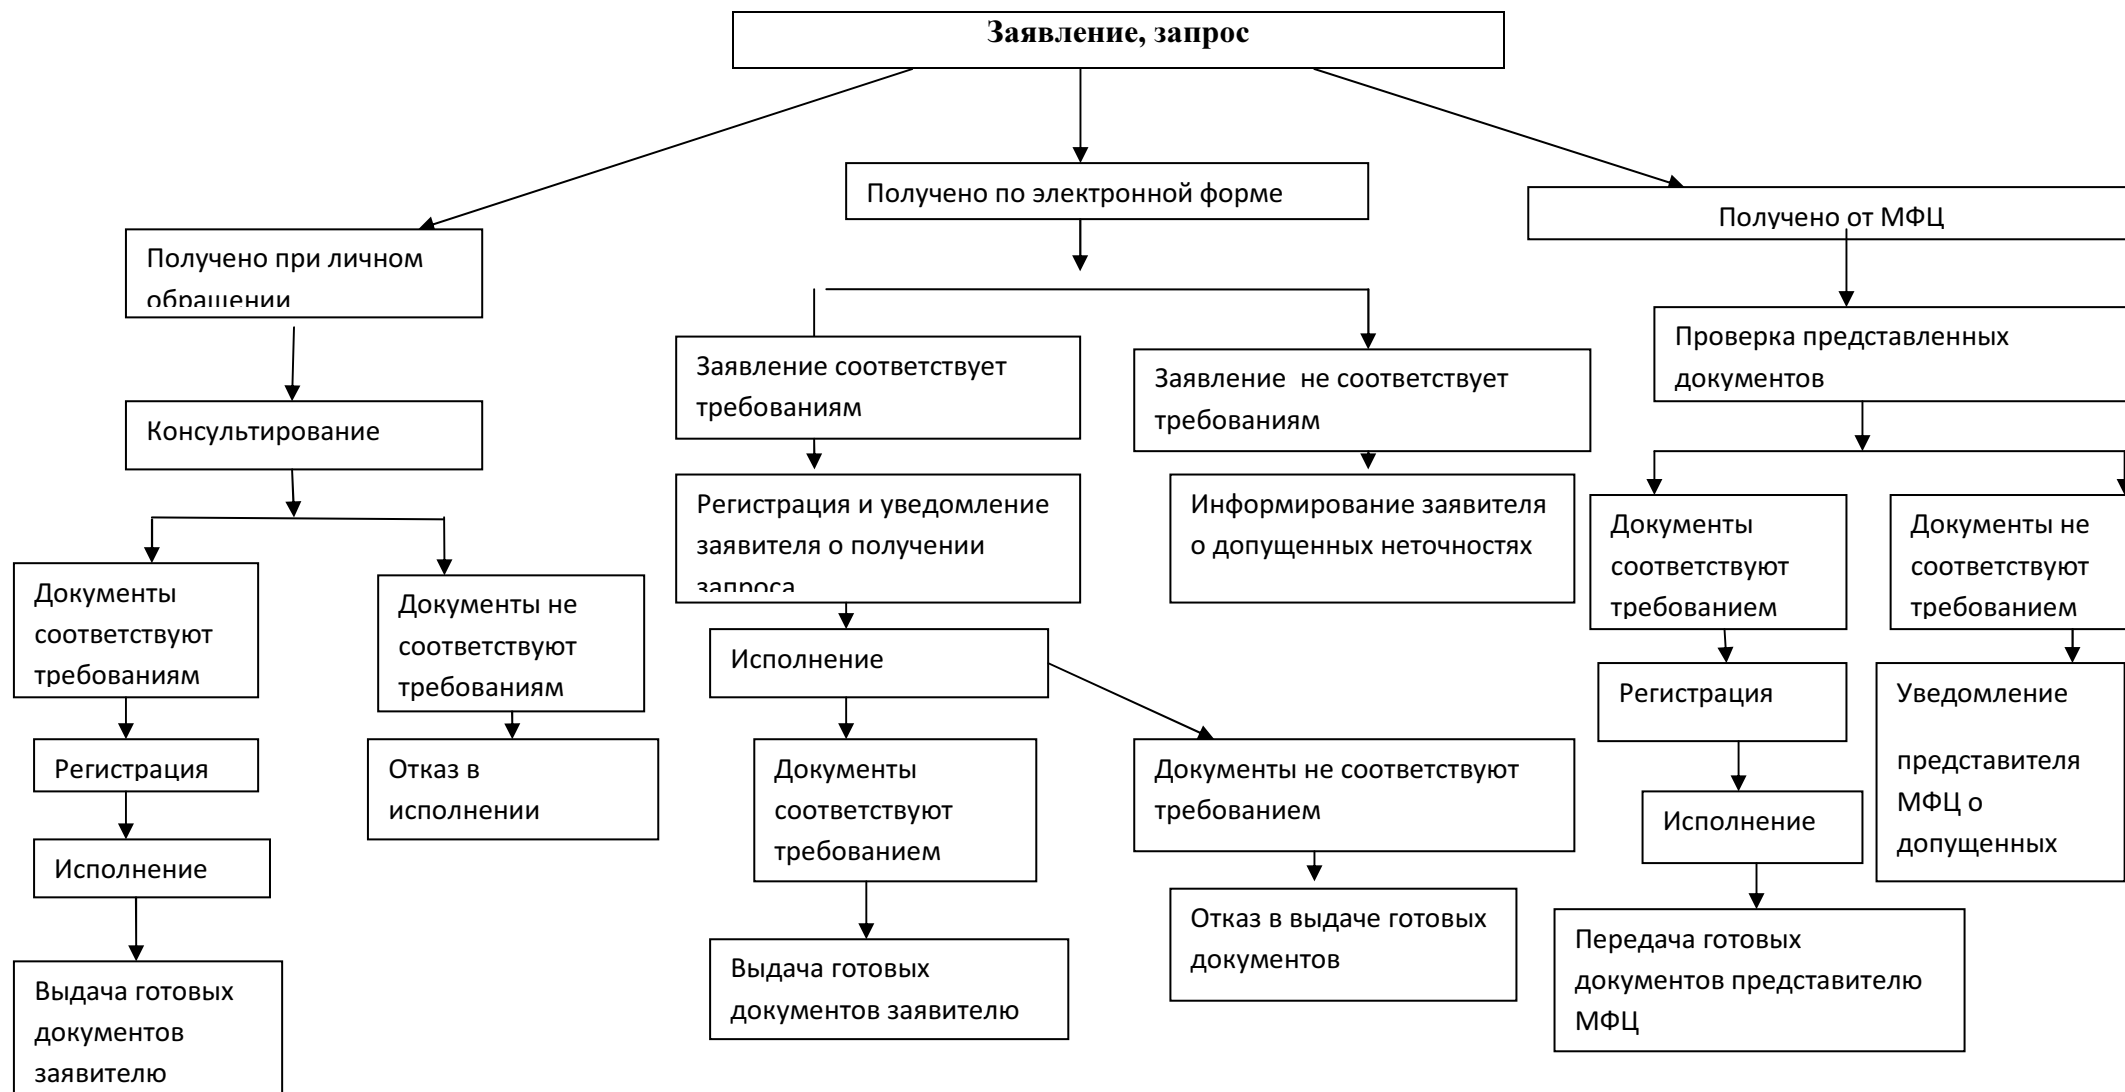 Заявление, запрос
Получено по электронной форме
Получено от МФЦ
Получено при личном
обращении
Проверка представленных
документов
Заявление соответствует
требованиям
Заявление не соответствует
требованиям
Консультирование
Регистрация и уведомление
заявителя о получении
запроса
Информирование заявителя
о допущенных неточностях
Документы
соответствуют
требованием
Документы не
соответствуют
требованием
Документы
соответствуют
требованиям
Документы не
соответствуют
требованиям
Исполнение
Регистрация
Уведомление
представителя
МФЦ о
допущенных
Регистрация
Отказ в
исполнении
Документы
соответствуют
требованием
Документы не соответствуют
требованием
Исполнение
Исполнение
Отказ в выдаче готовых
документов
Передача готовых
документов представителю
МФЦ
Выдача готовых
документов заявителю
Выдача готовых
документов
заявителю